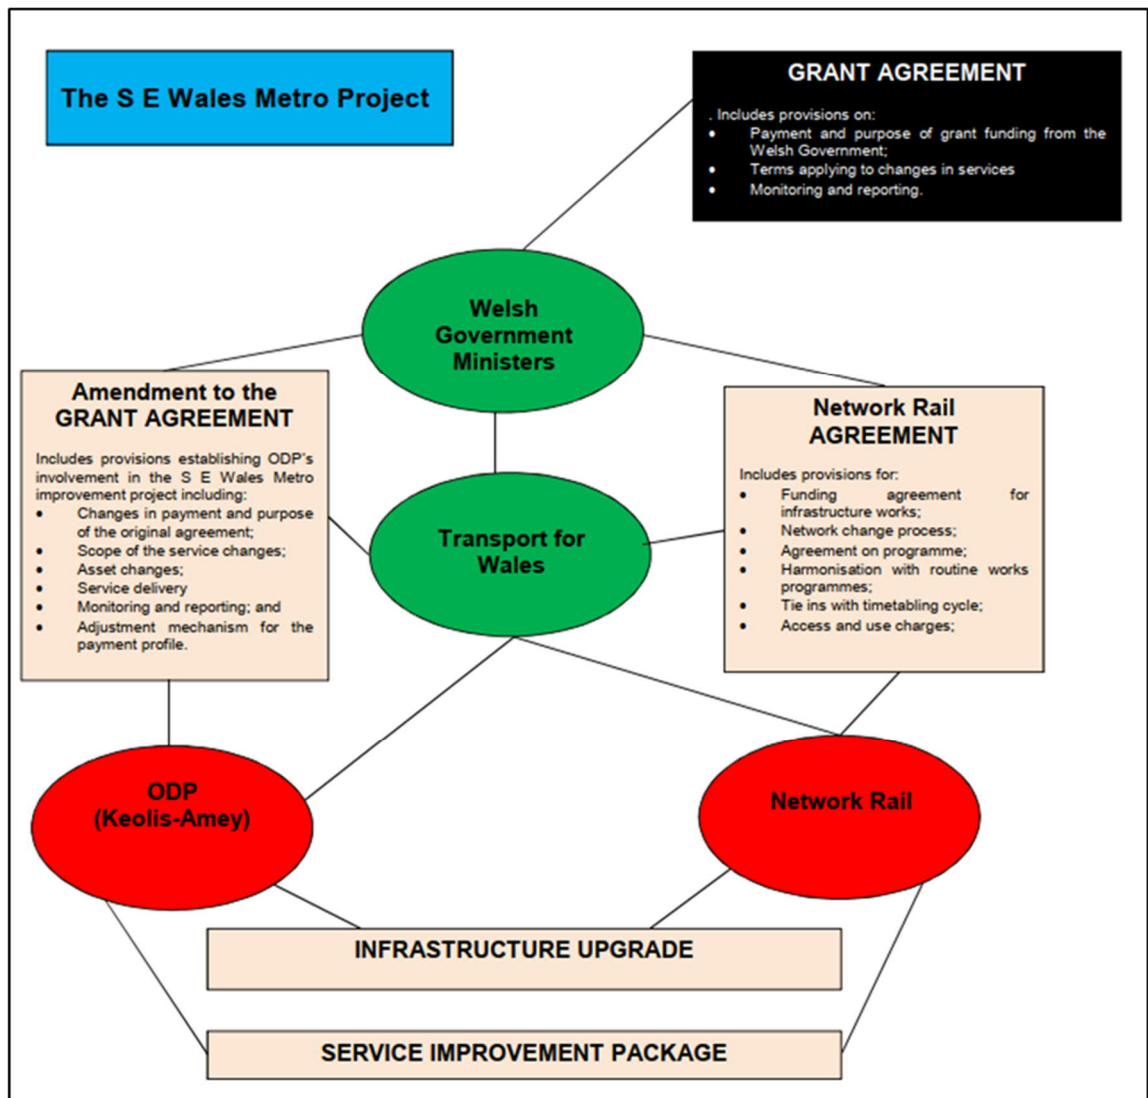 The S E Wales Metro Project
GRANT AGREEMENT
. Includes provisions on:
• Payment and purpose of grant funding from the
Welsh Government;
• Terms applying to changes in services
• Monitoring and reporting.
Welsh
Government
Ministers
Amendment to the
GRANT AGREEMENT
Includes provisions establishing ODP's
involvement in the S E Wales Metro
improvement project including:
• Changes in payment and purpose
of the original agreement;
• Scope of the service changes;
• Asset changes;
• Service delivery
• Monitoring and reporting; and
• Adjustment mechanism for the
payment profile.
Transport for
Wales
Network Rail
AGREEMENT
Includes provisions for:
• Funding agreement for
infrastructure works;
• Network change process;
• Agreement on programme;
• Harmonisation with routine works
programmes;
• Tie ins with timetabling cycle;
• Access and use charges;
ODP
(Keolis-Amey)
Network Rail
INFRASTRUCTURE UPGRADE
SERVICE IMPROVEMENT PACKAGE